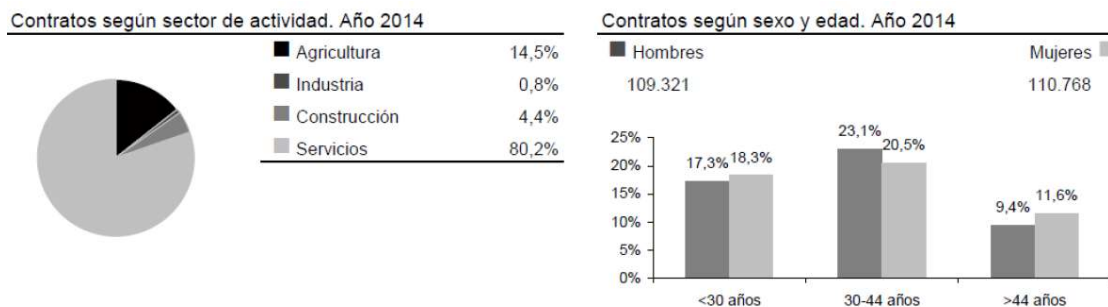 Contratos según sector de actividad. Año 2014
Agricultura 14,5%
Industria 0,8%
Construcción 4,4%
Servicios 80,2%
Contratos según sexo y edad. Año 2014
Hombres Mujeres
109.321 110.768
25%
20%
15%
10%
5%
0%
17,3% 18,3%
23,1%
20,5%
9,4% 11,6%
<30 años 30-44 años >44 años